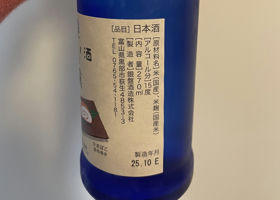 酒
[品目]日本酒
[原材料名]米(国産)、米麹(国産米)
[アルコール分]15度
[内容量]270ml
[製造者]銀盤酒造株式会社
富山県黒部市荻生4853-3
TEL 0765-54-1181
製造年月
25.10 E